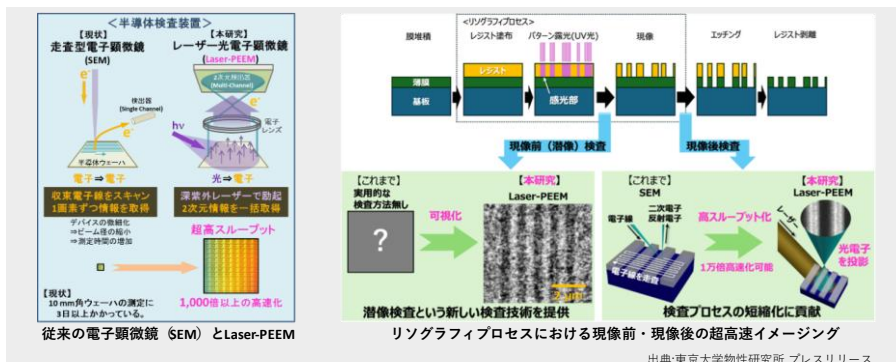 <半導体検査装置>
【現状】
走査型電子顕微鏡
(SEM)
e⁻
検出器
(Single Channel)
e⁻
半導体ウェーハ
電子⇒電子
収束電子線をスキャン
1画素ずつ情報を取得
デバイスの微細化
⇒ビーム径の縮小
⇒測定時間の増加
【現状】
10 mm角ウェーハの測定に
3日以上かかっている。
【本研究】
レーザー光電子顕微鏡
(Laser-PEEM)
2次元検出器
(Multi-Channel)
e⁻
hν
電子
レンズ
光⇒電子
深紫外レーザーで励起
2次元情報を一括取得
超高スループット
1,000倍以上の高速化
従来の電子顕微鏡（SEM）とLaser-PEEM
<リソグラフィプロセス>
膜堆積
レジスト塗布
パターン露光(UV光)
現像
エッチング
レジスト剥離
薄膜
基板
レジスト
感光部
現像前（潜像）検査
現像後検査
【これまで】
実用的な
検査方法無し
?
可視化
【本研究】
Laser-PEEM
2 μm
潜像検査という新しい検査技術を提供
【これまで】
SEM
電子線
二次電子
反射電子
電子線を走査
高スループット化
1万倍高速化可能
【本研究】
Laser-PEEM
レーザー
光電子
を投影
検査プロセスの短縮化に貢献
リソグラフィプロセスにおける現像前・現像後の超高速イメージング
出典:東京大学物性研究所 プレスリリース